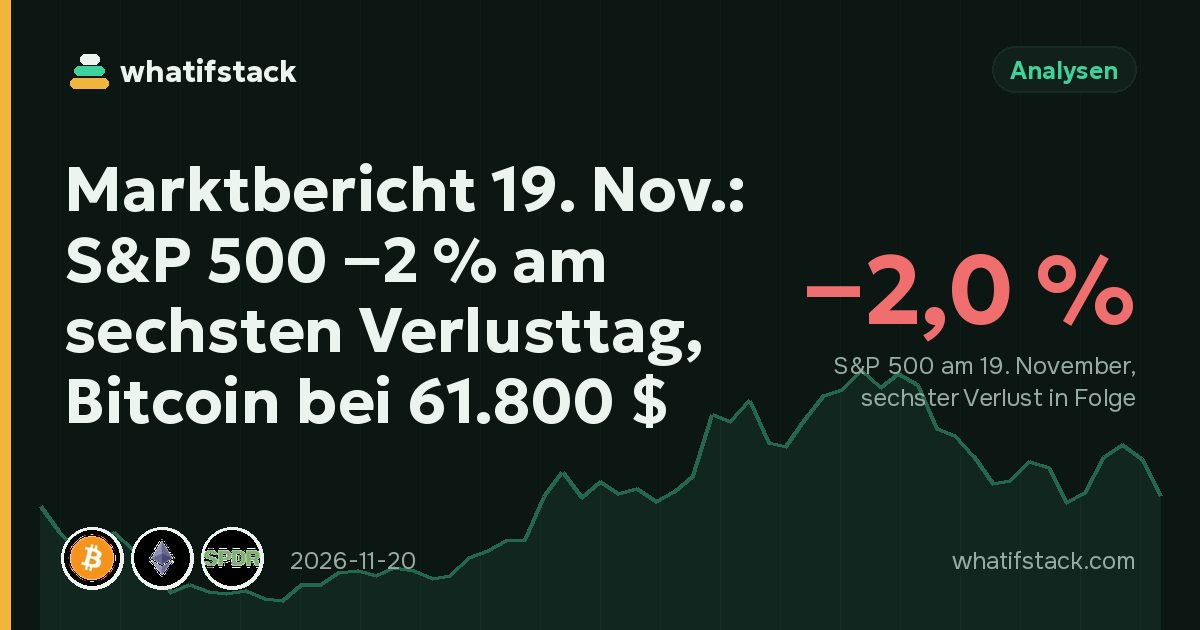 whatifstack
Analysen
Marktbericht 19. Nov.:
S&P 500 −2 % am
sechsten Verlusttag,
Bitcoin bei 61.800 $
−2,0 %
S&P 500 am 19. November,
sechster Verlust in Folge
SPDR
2026-11-20
whatifstack.com